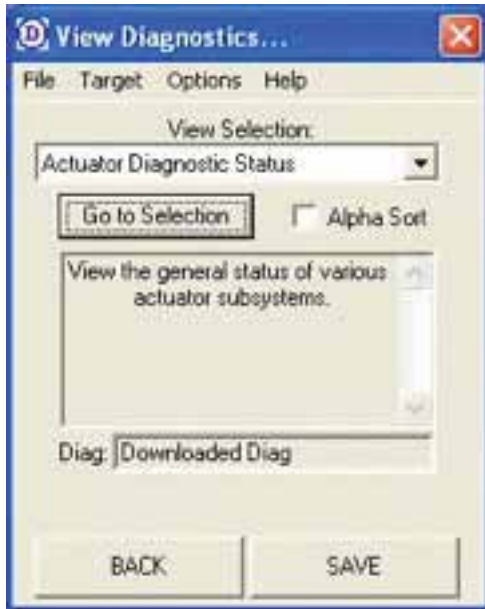 D View Diagnostics...
File Target Options Help
View Selection:
Actuator Diagnostic Status
Go to Selection Alpha Sort
View the general status of various
actuator subsystems.
Diag: Downloaded Diag
BACK SAVE